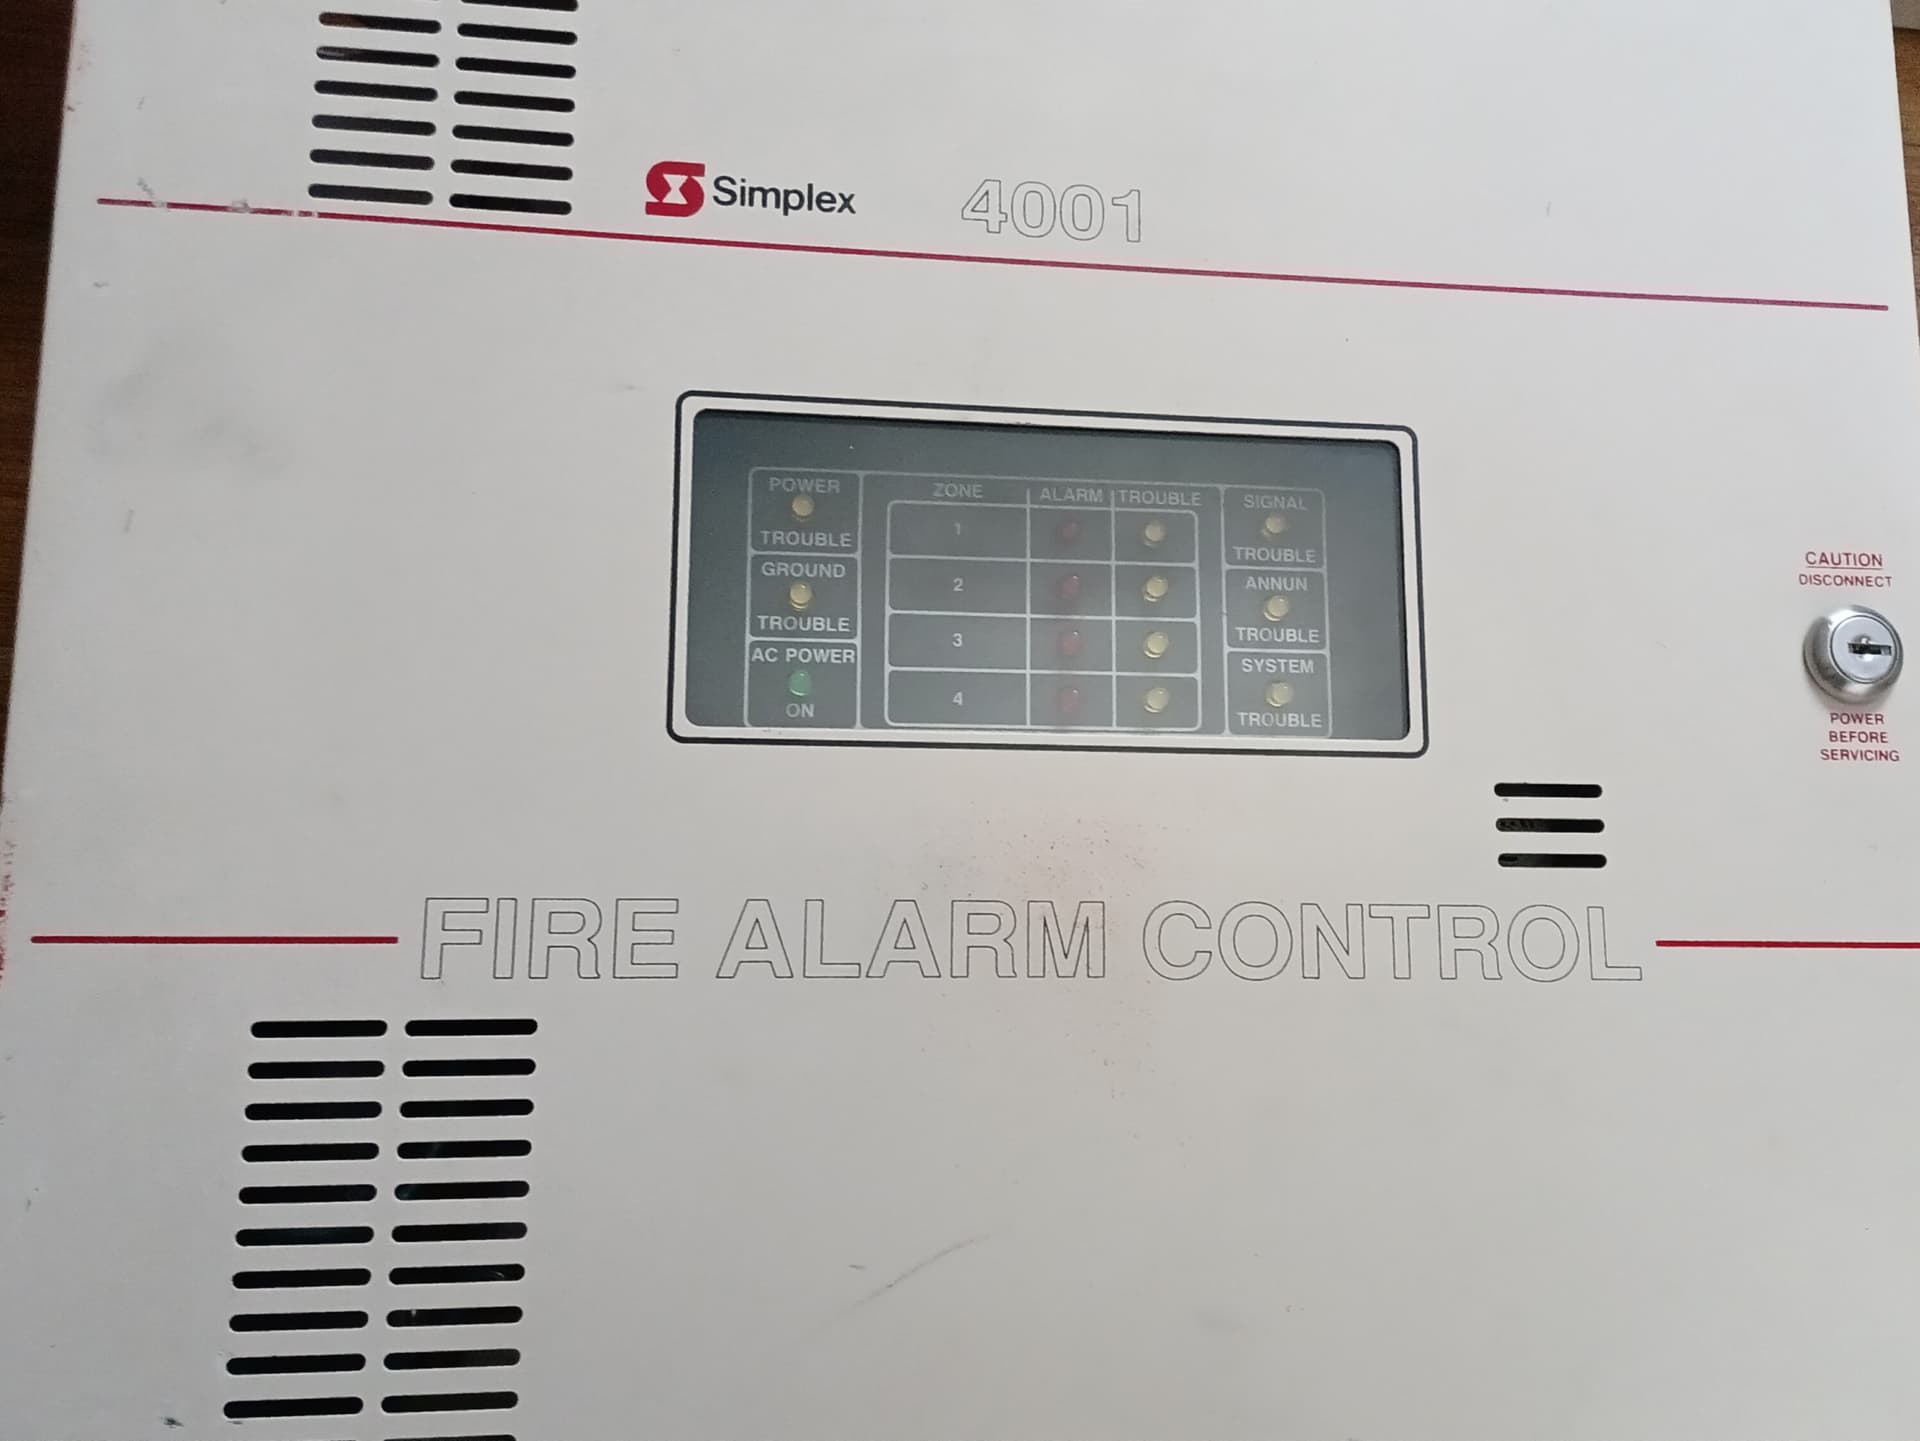 Simplex 4001
POWER
TROUBLE
GROUND
TROUBLE
AC POWER
ON
ZONE ALARM TROUBLE
1
2
3
4
SIGNAL
TROUBLE
ANNUN
TROUBLE
SYSTEM
TROUBLE
CAUTION
DISCONNECT
POWER
BEFORE
SERVICING
FIRE ALARM CONTROL